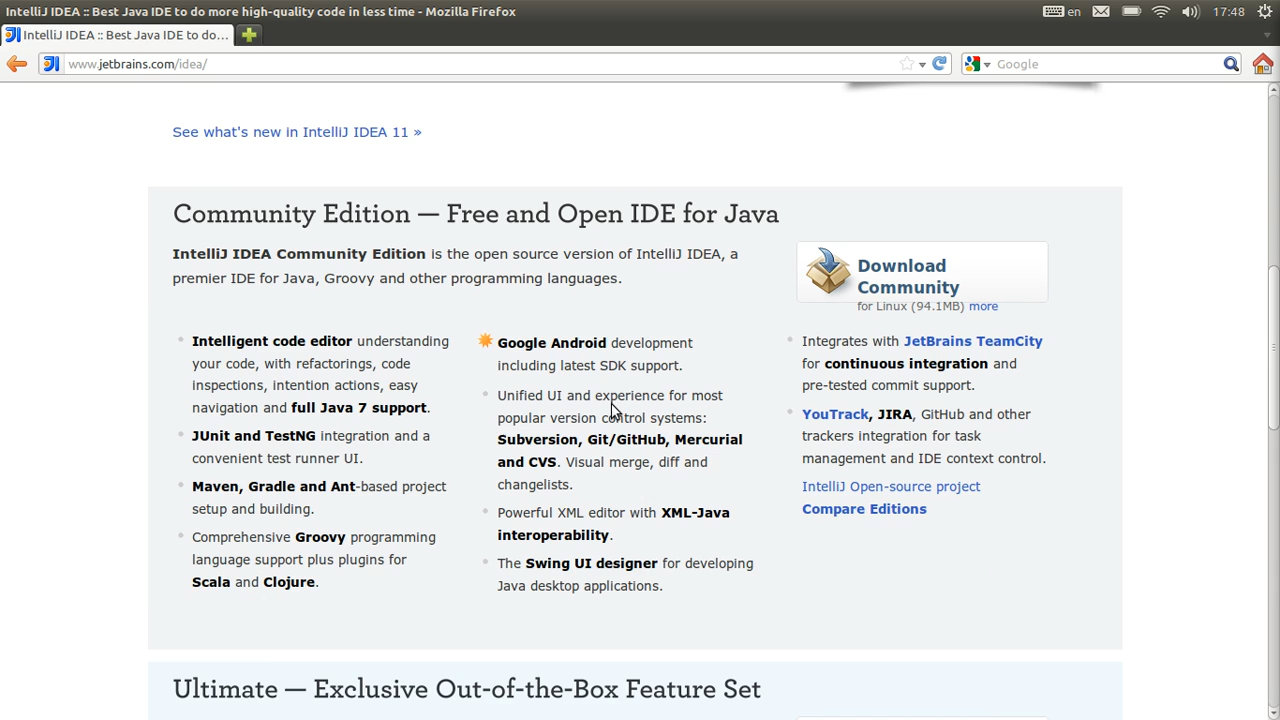 IntelliJ IDEA :: Best Java IDE to do more high-quality code in less time - Mozilla Firefox
en
17:48
IntelliJ IDEA :: Best Java IDE to do...
www.jetbrains.com/idea/
Google
See what's new in IntelliJ IDEA 11 »
Community Edition — Free and Open IDE for Java
IntelliJ IDEA Community Edition is the open source version of IntelliJ IDEA, a
premier IDE for Java, Groovy and other programming languages.
Download
Community
for Linux (94.1MB) more
Intelligent code editor understanding
your code, with refactorings, code
inspections, intention actions, easy
navigation and full Java 7 support.
JUnit and TestNG integration and a
convenient test runner UI.
Maven, Gradle and Ant-based project
setup and building.
Comprehensive Groovy programming
language support plus plugins for
Scala and Clojure.
Google Android development
including latest SDK support.
Unified UI and experience for most
popular version control systems:
Subversion, Git/GitHub, Mercurial
and CVS. Visual merge, diff and
changelists.
Powerful XML editor with XML-Java
interoperability.
The Swing UI designer for developing
Java desktop applications.
Integrates with JetBrains TeamCity
for continuous integration and
pre-tested commit support.
YouTrack, JIRA, GitHub and other
trackers integration for task
management and IDE context control.
IntelliJ Open-source project
Compare Editions
Ultimate — Exclusive Out-of-the-Box Feature Set